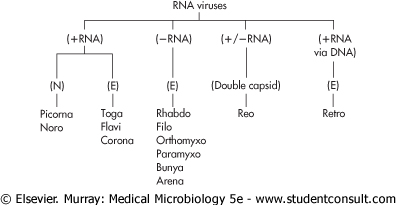 RNA viruses
(+RNA) (−RNA) (+/−RNA) (+RNA
via DNA)
(N) (E) (E) (Double capsid) (E)
Picorna Toga Rhabdo Reo Retro
Noro Flavi Filo
Corona Orthomyxo
Paramyxo
Bunya
Arena
© Elsevier. Murray: Medical Microbiology 5e - www.studentconsult.com